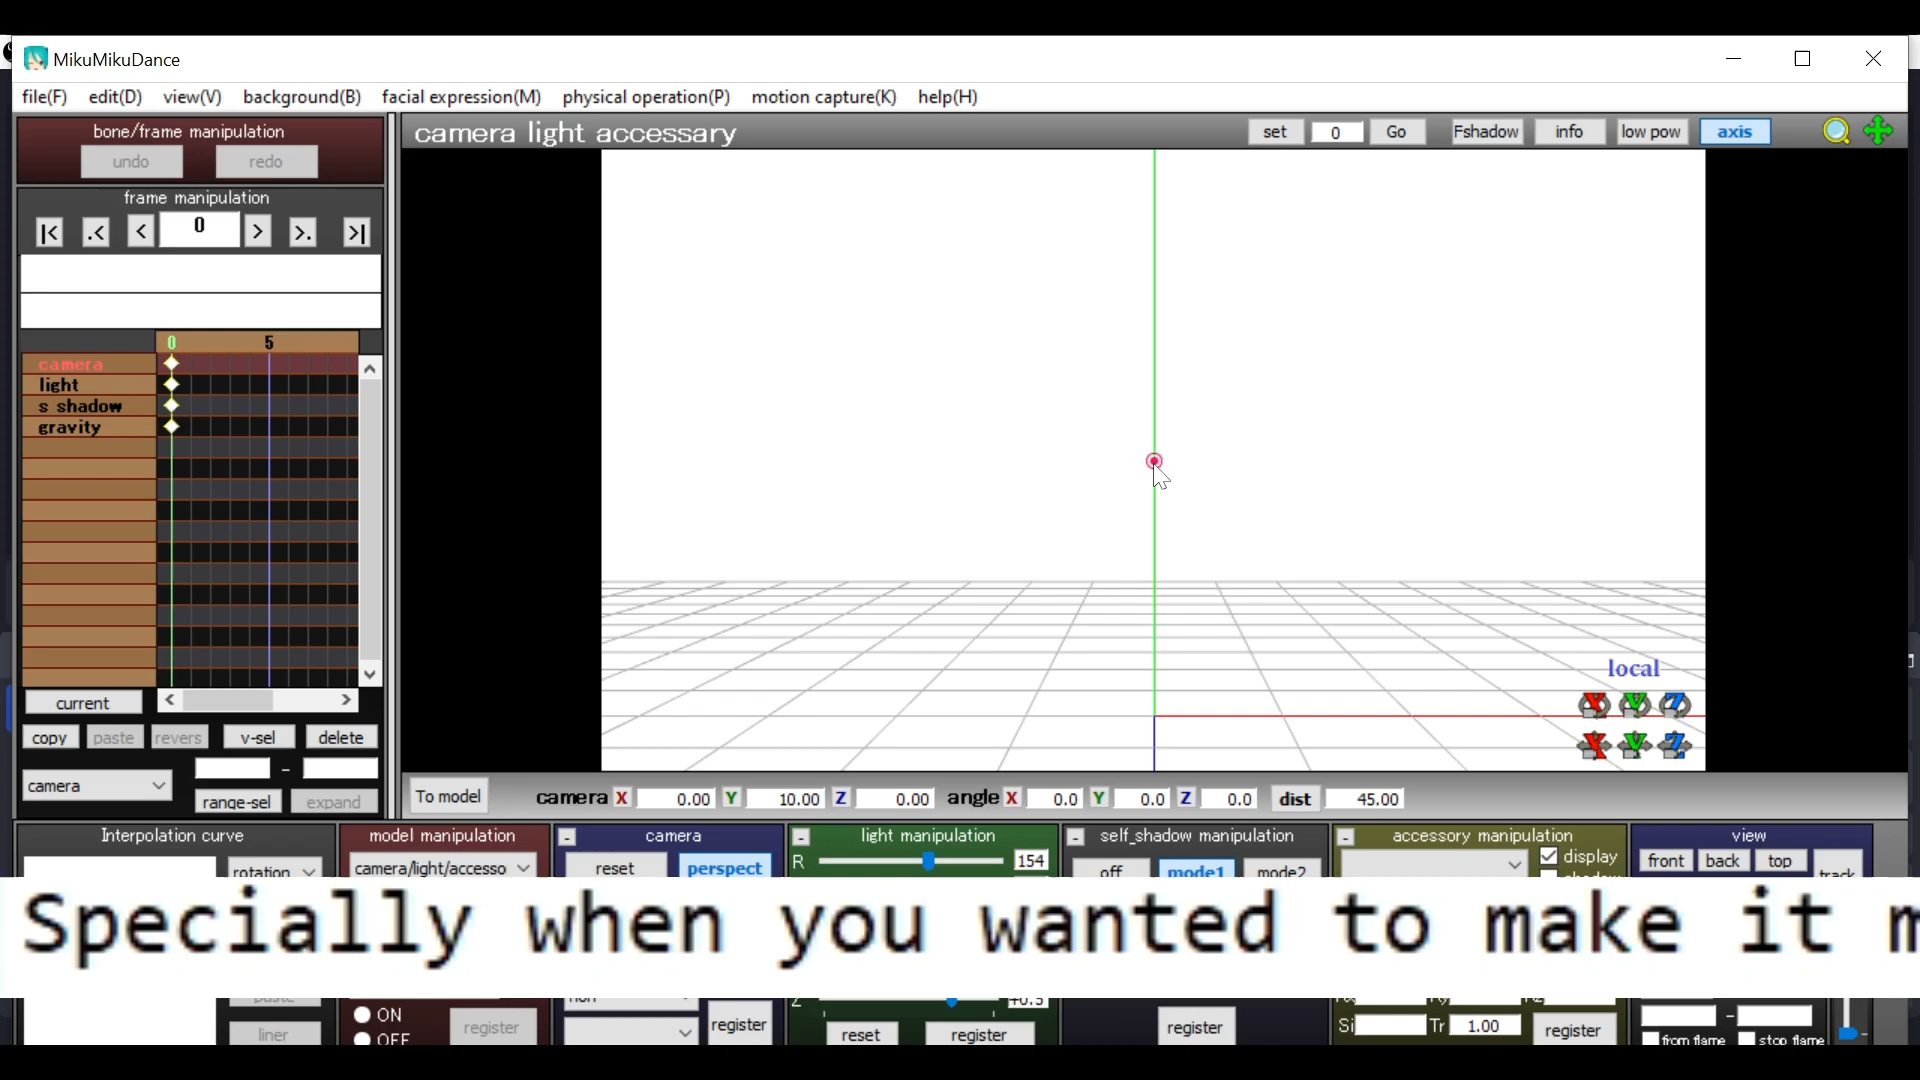 MikuMikuDance
file(F) edit(D) view(V) background(B) facial expression(M) physical operation(P) motion capture(K) help(H)
bone/frame manipulation
undo redo
frame manipulation
|< .< < 0 > >. >|
0 5
camera
light
s shadow
gravity
current < >
copy paste revers v-sel delete
camera -
range-sel expand
camera light accessary set 0 Go Fshadow info low pow axis
local
X Y Z
X Y Z
To model camera X 0.00 Y 10.00 Z 0.00 angle X 0.0 Y 0.0 Z 0.0 dist 45.00
Interpolation curve
rotation
liner
model manipulation
camera/light/accesso
ON
OFF
register
- camera
reset perspect
register
- light manipulation
R 154
Z +0.5
reset register
- self_shadow manipulation
off mode1 mode2
register
- accessory manipulation
display
Si Tr 1.00 register
view
front back top
track
-
from flame stop flame
Specially when you wanted to make it m